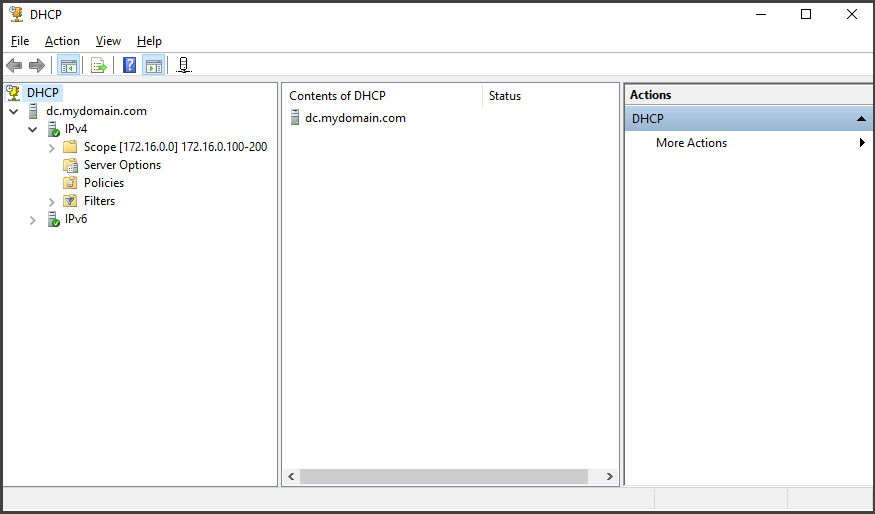 DHCP
File Action View Help
DHCP
dc.mydomain.com
IPv4
Scope [172.16.0.0] 172.16.0.100-200
Server Options
Policies
Filters
IPv6
Contents of DHCP Status
dc.mydomain.com
Actions
DHCP
More Actions